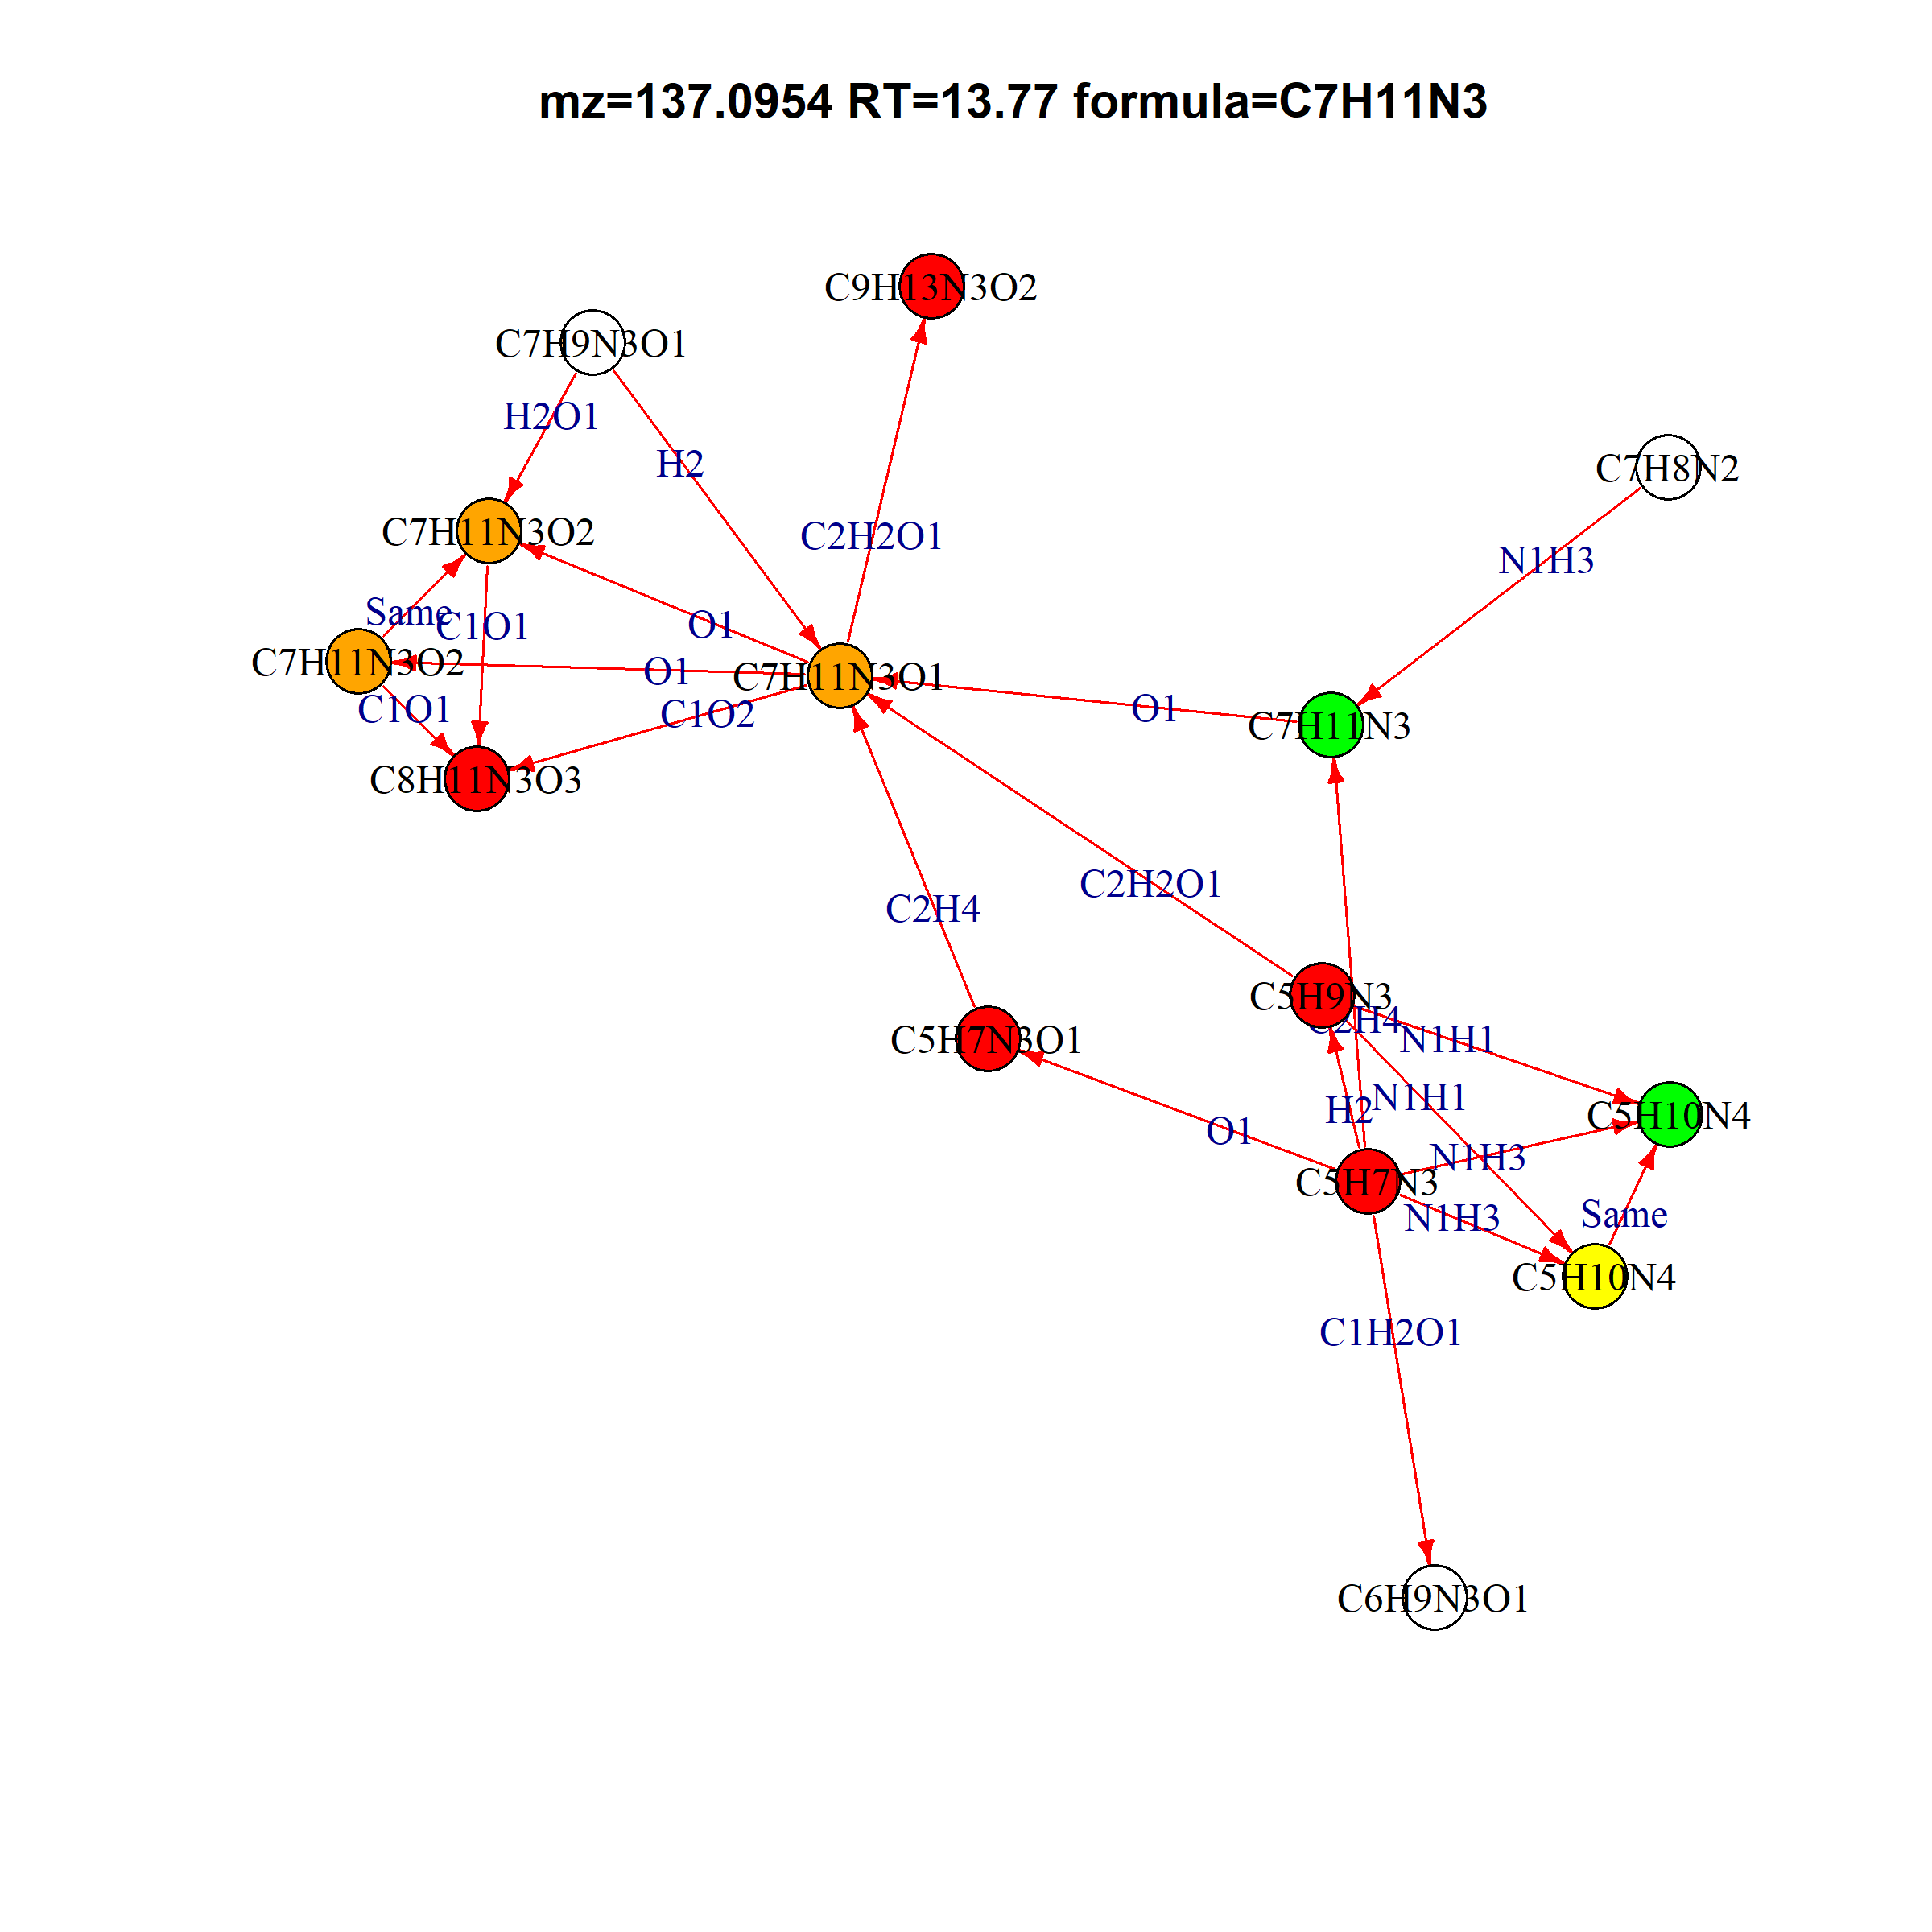 mz=137.0954 RT=13.77 formula=C7H11N3
C9H13N3O2
C7H9N3O1
H2O1
H2
C7H8N2
C7H11N3O2
C2H2O1
N1H3
Same
C1O1
O1
C7H11N3O2
O1
C7H11N3O1
C1O1
C1O2
O1
C7H11N3
C8H11N3O3
C2H2O1
C2H4
C5H9N3
C2H4
C5H7N3O1
N1H1
N1H1
H2
C5H10N4
O1
N1H3
C5H7N3
N1H3
Same
C5H10N4
C1H2O1
C6H9N3O1